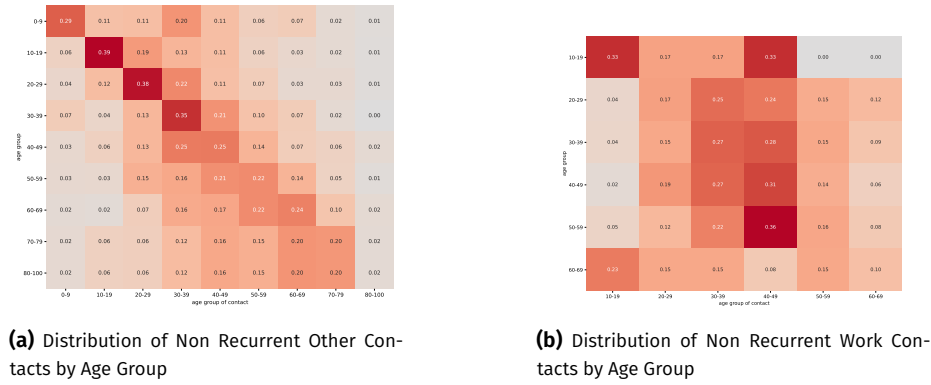 0-9 0.29 0.11 0.11 0.20 0.11 0.06 0.07 0.02 0.01
10-19 0.06 0.39 0.19 0.13 0.11 0.06 0.03 0.02 0.01
20-29 0.04 0.12 0.38 0.22 0.11 0.07 0.03 0.03 0.01
30-39 0.07 0.04 0.13 0.35 0.21 0.10 0.07 0.02 0.00
age group
40-49 0.03 0.06 0.13 0.25 0.25 0.14 0.07 0.06 0.02
50-59 0.03 0.03 0.15 0.16 0.21 0.22 0.14 0.05 0.01
60-69 0.02 0.02 0.07 0.16 0.17 0.22 0.24 0.10 0.02
70-79 0.02 0.06 0.06 0.12 0.16 0.15 0.20 0.20 0.02
80-100 0.02 0.06 0.06 0.12 0.16 0.15 0.20 0.20 0.02
0-9 10-19 20-29 30-39 40-49 50-59 60-69 70-79 80-100
age group of contact
(a) Distribution of Non Recurrent Other Con-
tacts by Age Group
10-19 0.33 0.17 0.17 0.33 0.00 0.00
20-29 0.04 0.17 0.25 0.24 0.15 0.12
30-39 0.04 0.15 0.27 0.28 0.15 0.09
age group
40-49 0.02 0.19 0.27 0.31 0.14 0.06
50-59 0.05 0.12 0.22 0.36 0.16 0.08
60-69 0.23 0.15 0.15 0.08 0.15 0.10
10-19 20-29 30-39 40-49 50-59 60-69
age group of contact
(b) Distribution of Non Recurrent Work Con-
tacts by Age Group